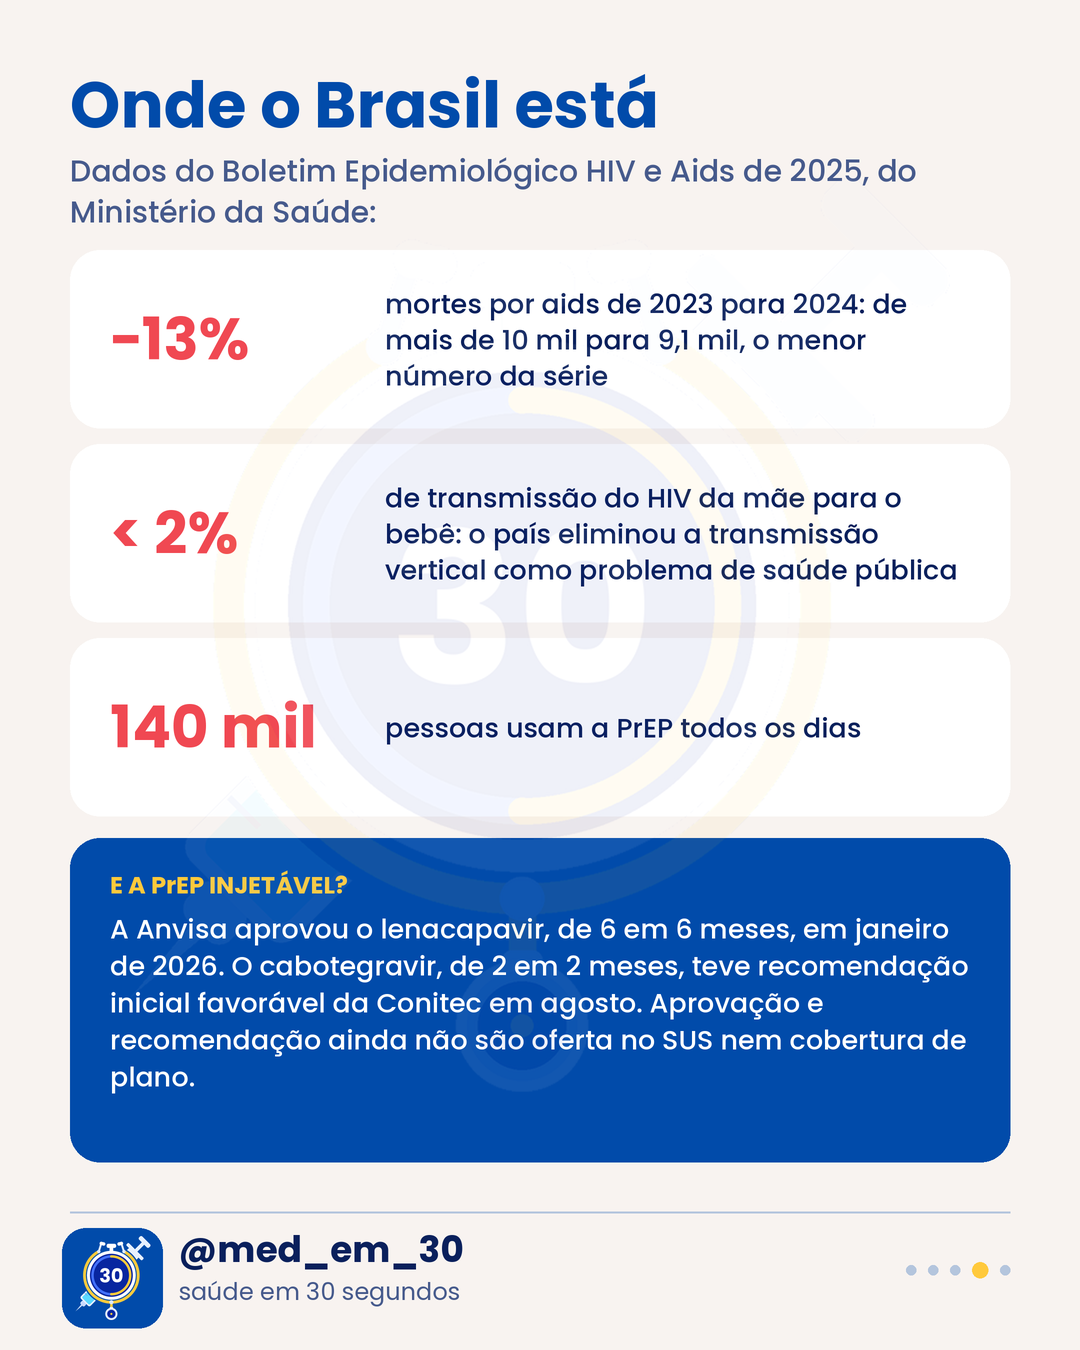 Onde o Brasil está
Dados do Boletim Epidemiológico HIV e Aids de 2025, do
Ministério da Saúde:
−13%
mortes por aids de 2023 para 2024: de
mais de 10 mil para 9,1 mil, o menor
número da série
< 2%
de transmissão do HIV da mãe para o
bebê: o país eliminou a transmissão
vertical como problema de saúde pública
30
140 mil
pessoas usam a PrEP todos os dias
E A PrEP INJETÁVEL?
A Anvisa aprovou o lenacapavir, de 6 em 6 meses, em janeiro
de 2026. O cabotegravir, de 2 em 2 meses, teve recomendação
inicial favorável da Conitec em agosto. Aprovação e
recomendação ainda não são oferta no SUS nem cobertura de
plano.
30
@med_em_30
saúde em 30 segundos